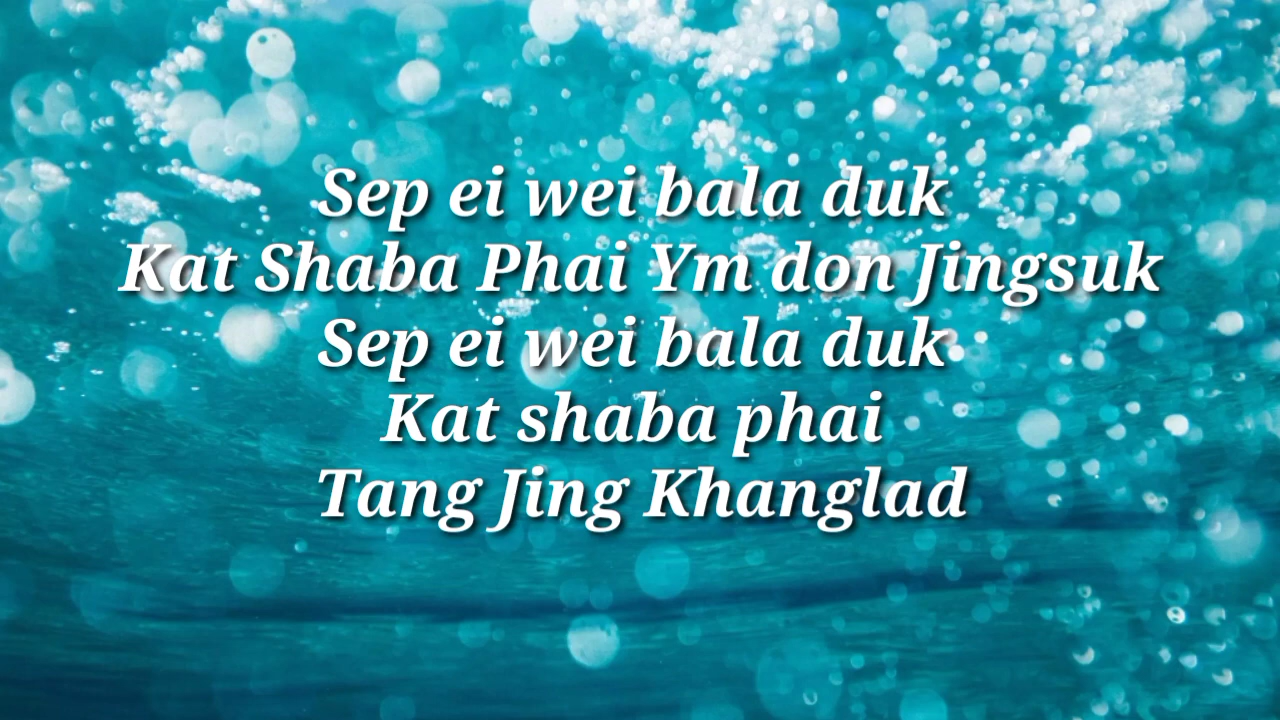 Sep ei wei bala duk
Kat Shaba Phai Ym don Jingsuk
Sep ei wei bala duk
Kat shaba phai
Tang Jing Khanglad